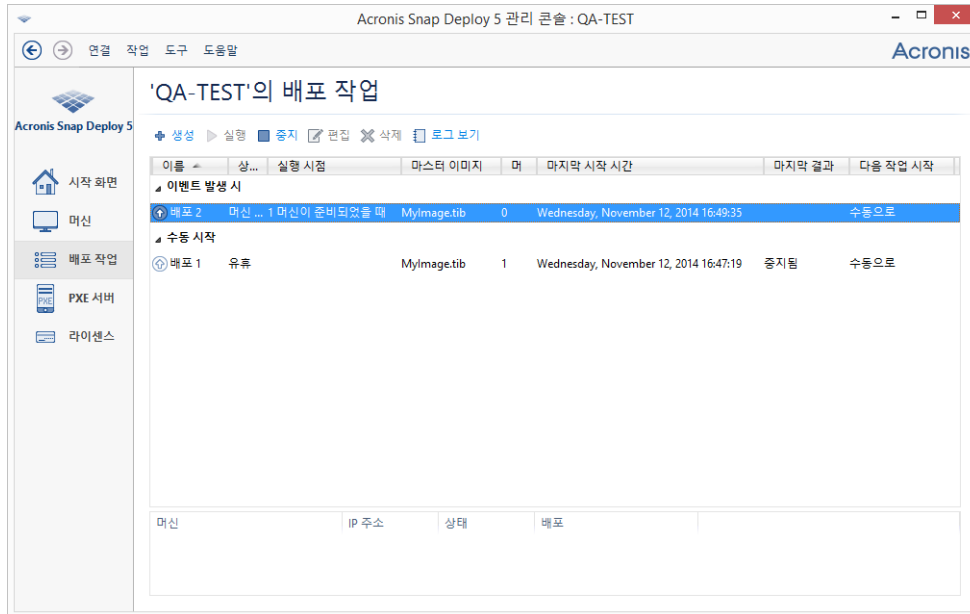 Acronis Snap Deploy 5 관리 콘솔 : QA-TEST
연결 작업 도구 도움말
Acronis
Acronis Snap Deploy 5
시작 화면
머신
배포 작업
PXE
PXE 서버
라이센스
'QA-TEST'의 배포 작업
생성 실행 중지 편집 삭제 로그 보기
이름 상... 실행 시점 마스터 이미지 머 마지막 시작 시간 마지막 결과 다음 작업 시작
이벤트 발생 시
배포 2 머신 ... 1 머신이 준비되었을 때 MyImage.tib 0 Wednesday, November 12, 2014 16:49:35 수동으로
수동 시작
배포 1 유휴 MyImage.tib 1 Wednesday, November 12, 2014 16:47:19 중지됨 수동으로
머신 IP 주소 상태 배포